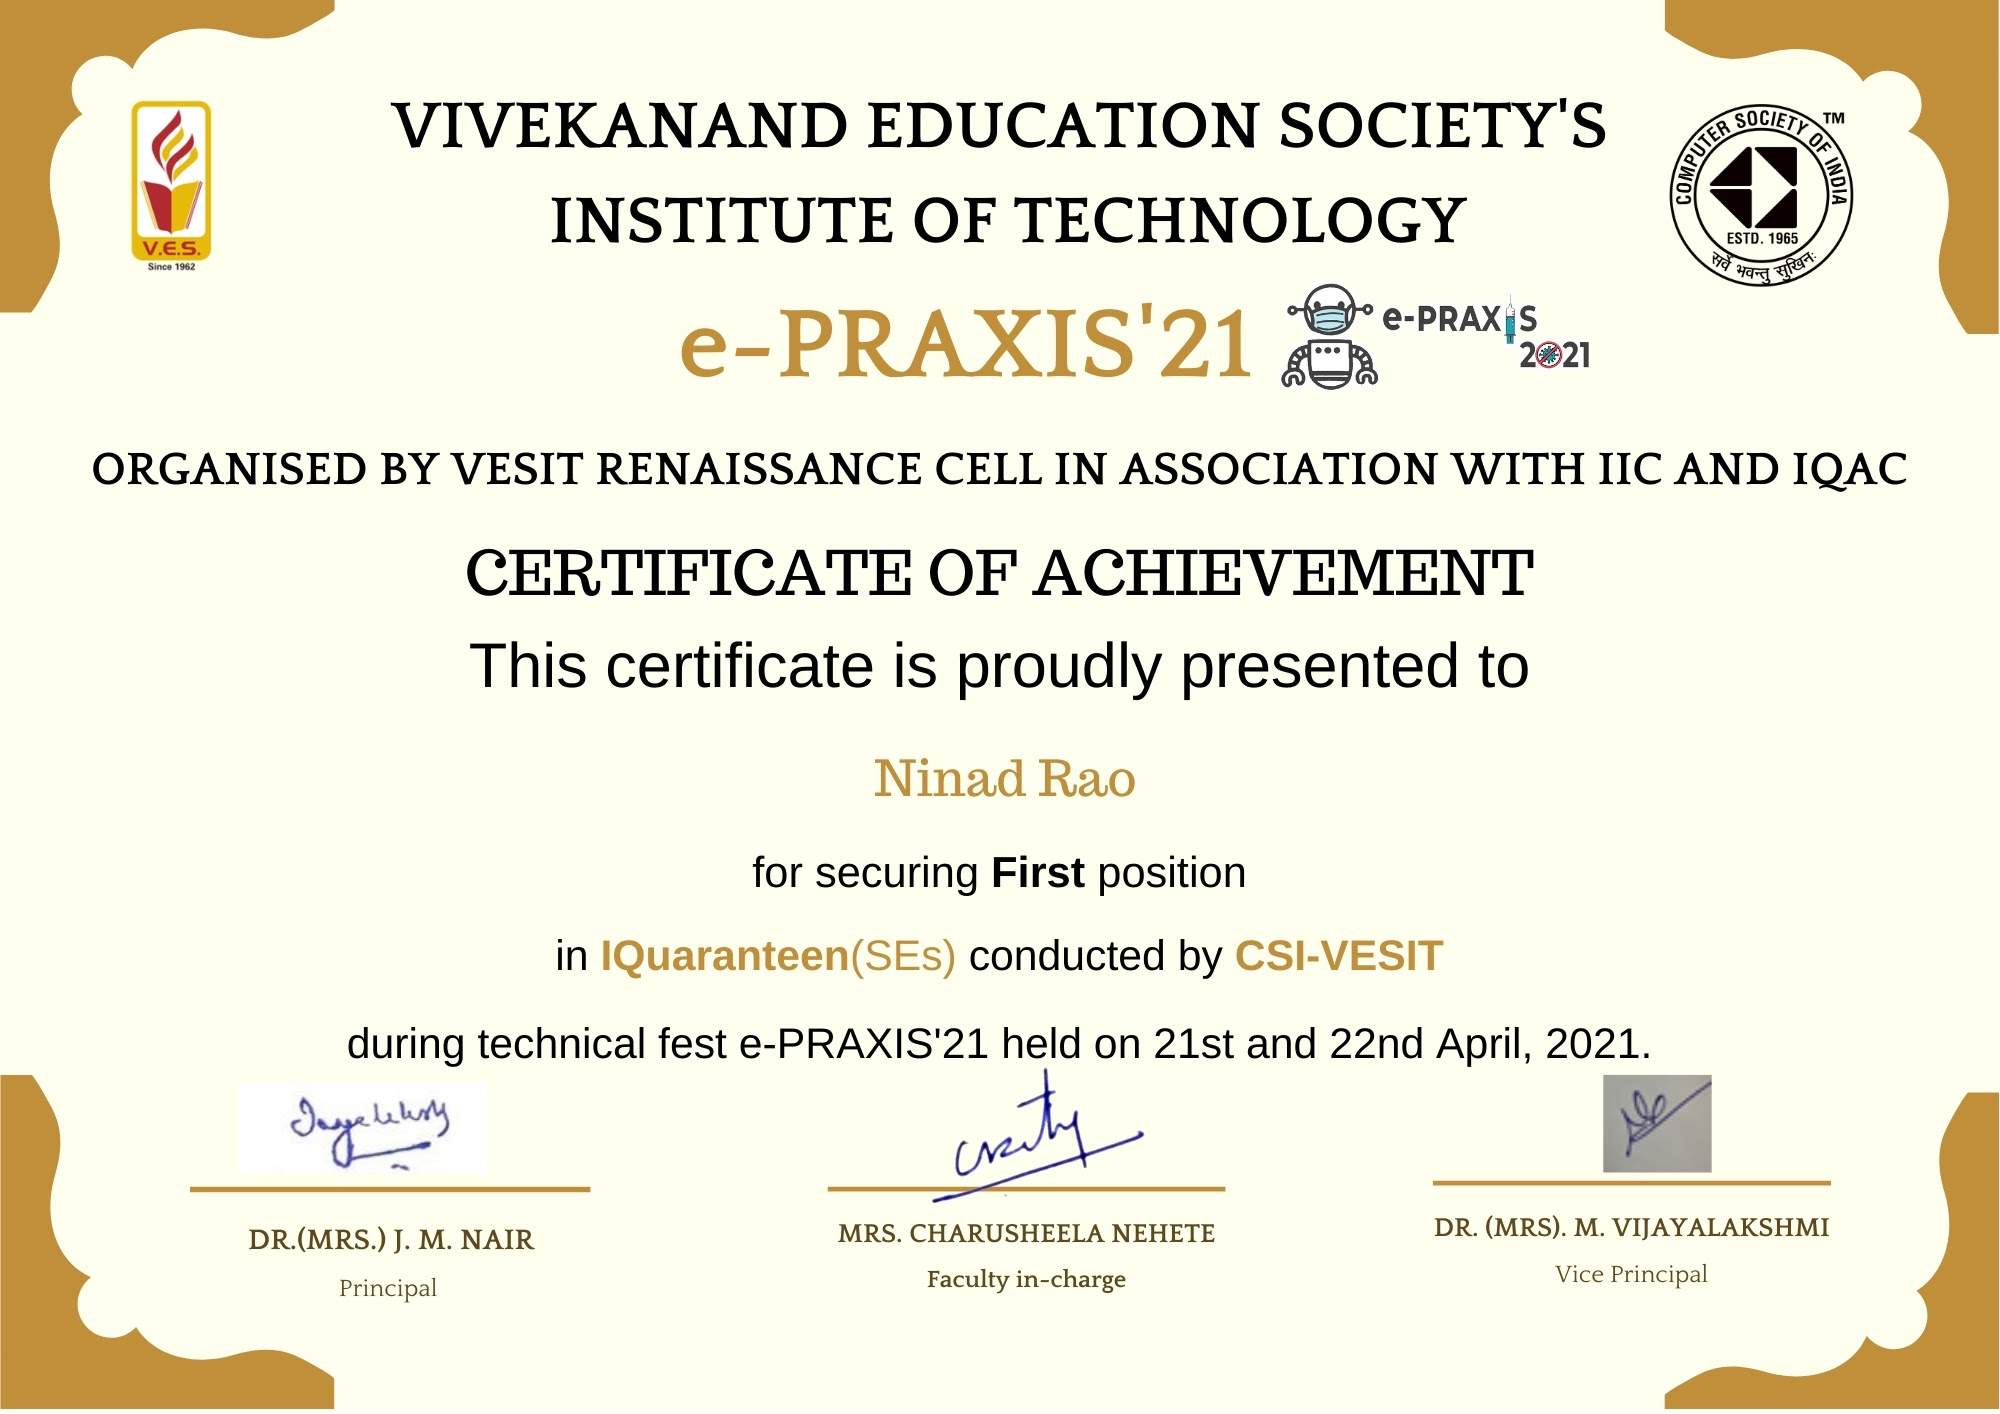 VIVEKANAND EDUCATION SOCIETY'S
INSTITUTE OF TECHNOLOGY
V.E.S.
Since 1962
COMPUTER SOCIETY OF INDIA
TM
ESTD. 1965
सर्वे भवन्तु सुखिनः
e-PRAXIS'21
e-PRAXIS
2021
ORGANISED BY VESIT RENAISSANCE CELL IN ASSOCIATION WITH IIC AND IQAC
CERTIFICATE OF ACHIEVEMENT
This certificate is proudly presented to
Ninad Rao
for securing First position
in IQuaranteen(SEs) conducted by CSI-VESIT
during technical fest e-PRAXIS'21 held on 21st and 22nd April, 2021.
DR.(MRS.) J. M. NAIR
Principal
MRS. CHARUSHEELA NEHETE
Faculty in-charge
DR. (MRS). M. VIJAYALAKSHMI
Vice Principal